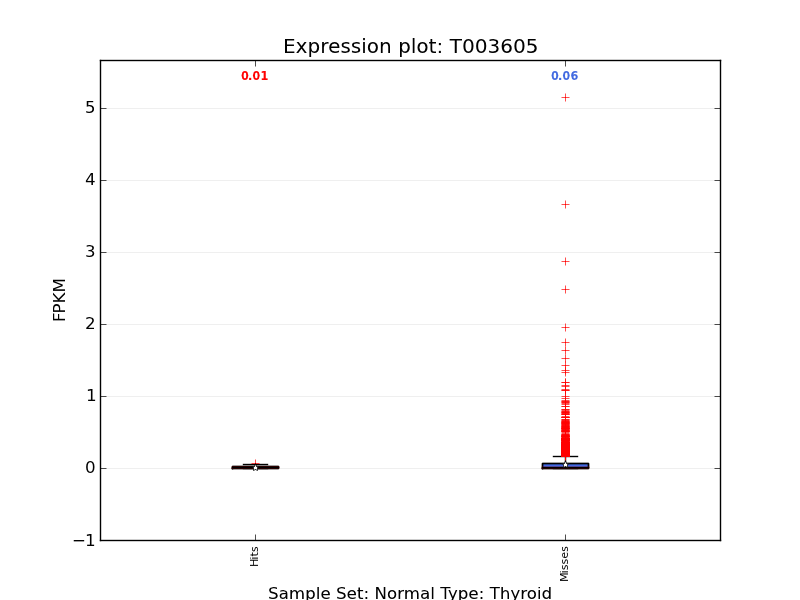 Expression plot: T003605
0.01
0.06
5
4
3
2
1
0
−1
FPKM
Hits
Misses
Sample Set: Normal Type: Thyroid